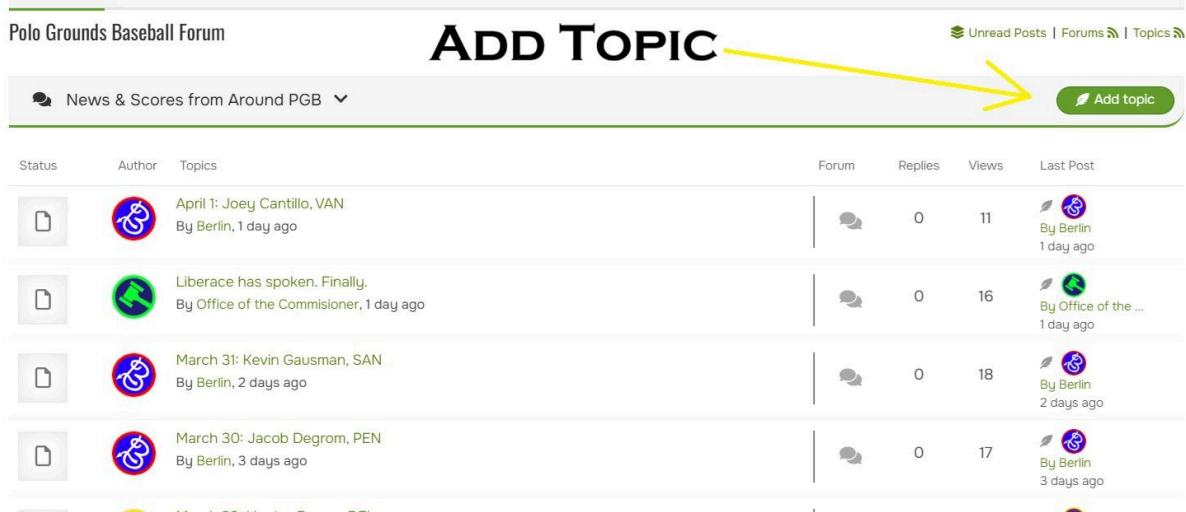 Polo Grounds Baseball Forum
ADD TOPIC
Unread Posts | Forums | Topics
News & Scores from Around PGB
Add topic
Status Author Topics Forum Replies Views Last Post
April 1: Joey Cantillo, VAN
By Berlin, 1 day ago
0 11
By Berlin
1 day ago
Liberace has spoken. Finally.
By Office of the Commisioner, 1 day ago
0 16
By Office of the ...
1 day ago
March 31: Kevin Gausman, SAN
By Berlin, 2 days ago
0 18
By Berlin
2 days ago
March 30: Jacob Degrom, PEN
By Berlin, 3 days ago
0 17
By Berlin
3 days ago